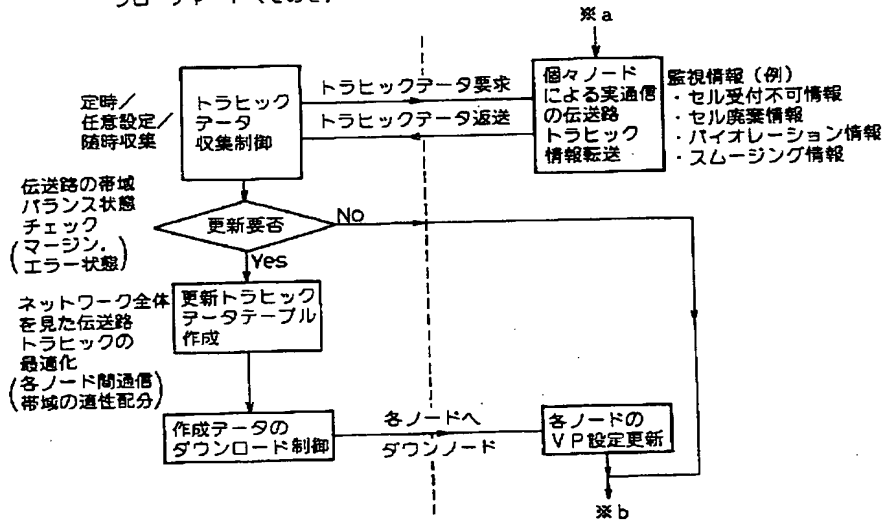 ※a
定時/
任意設定/
随時収集
トラヒック
データ
収集制御
トラヒックデータ要求
トラヒックデータ返送
個々ノード
による実通信
の伝送路
トラヒック
情報転送
監視情報(例)
・セル受付不可情報
・セル廃棄情報
・バイオレーション情報
・スムージング情報
伝送路の帯域
バランス状態
チェック
(マージン,
エラー状態)
更新要否
No
Yes
ネットワーク全体
を見た伝送路
トラヒックの
最適化
(各ノード間通信
帯域の適性配分)
更新トラヒック
データテーブル
作成
作成データの
ダウンロード制御
各ノードへ
ダウンノード
各ノードの
VP設定更新
※b